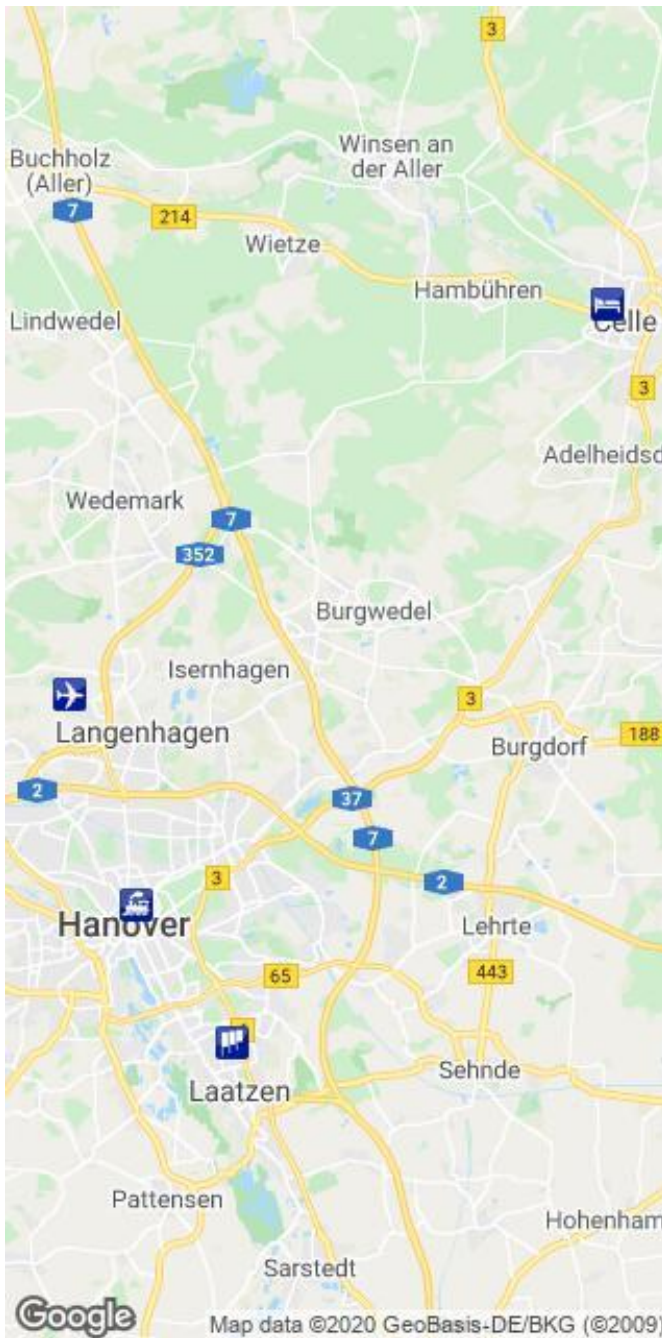 3
Winsen an
der Aller
Buchholz
(Aller)
7
214
Wietze
Hambühren
Celle
Lindwedel
3
Adelheidsd
Wedemark
7
352
Burgwedel
Isernhagen
3
Langenhagen
188
Burgdorf
2
37
7
3
2
Hanover
Lehrte
65
443
Sehnde
Laatzen
Pattensen
Hohenham
Sarstedt
Google
Map data ©2020 GeoBasis-DE/BKG (©2009)